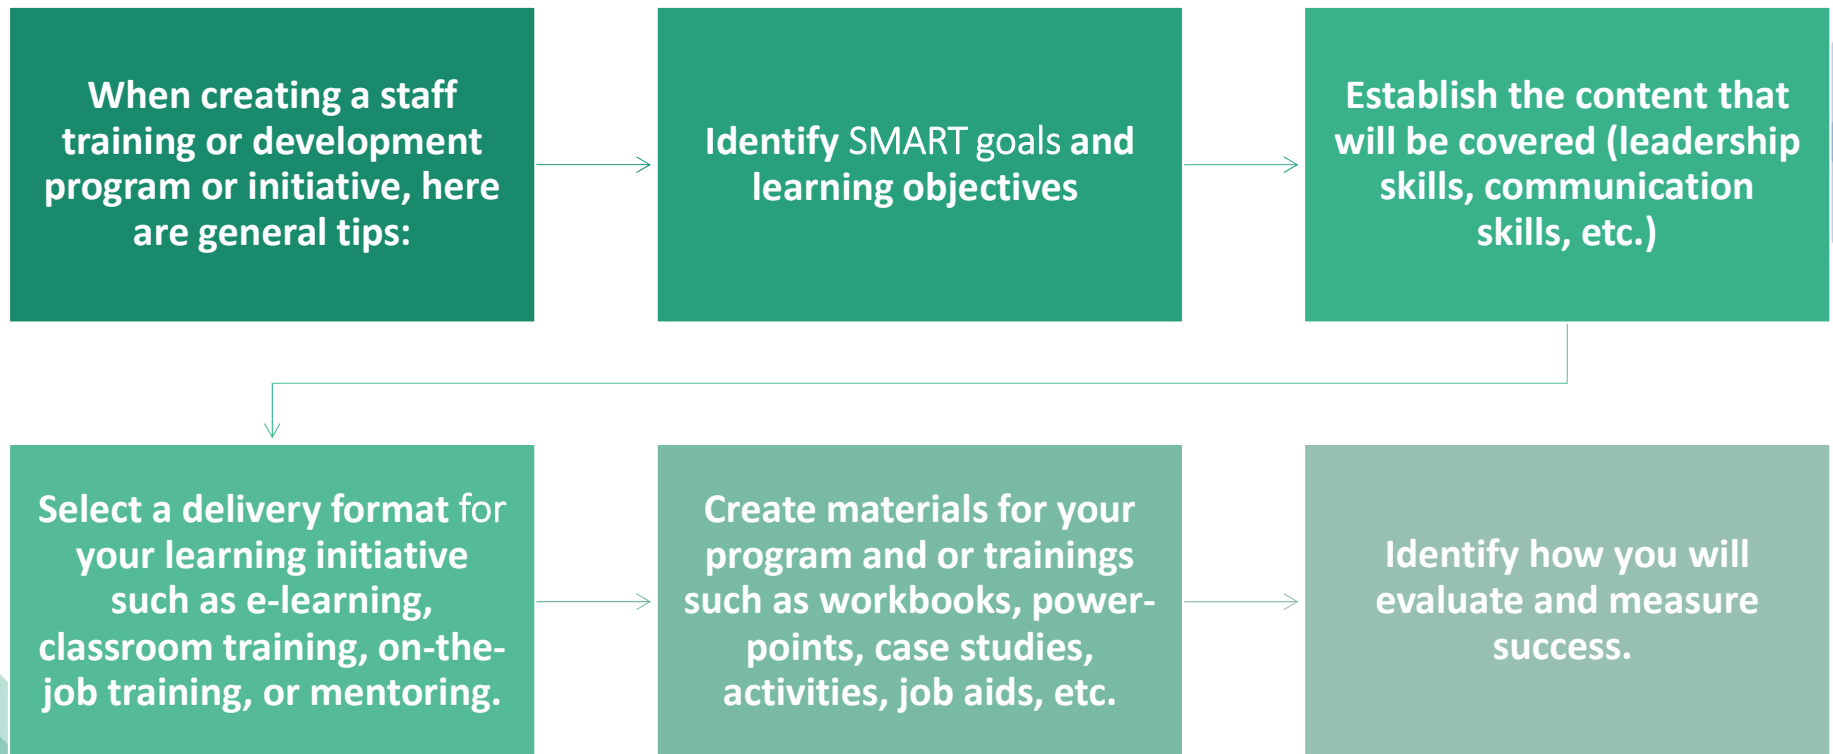 When creating a staff
training or development
program or initiative, here
are general tips:
Identify SMART goals and
learning objectives
Establish the content that
will be covered (leadership
skills, communication
skills, etc.)
Select a delivery format for
your learning initiative
such as e-learning,
classroom training, on-the-
job training, or mentoring.
Create materials for your
program and or trainings
such as workbooks, power-
points, case studies,
activities, job aids, etc.
Identify how you will
evaluate and measure
success.